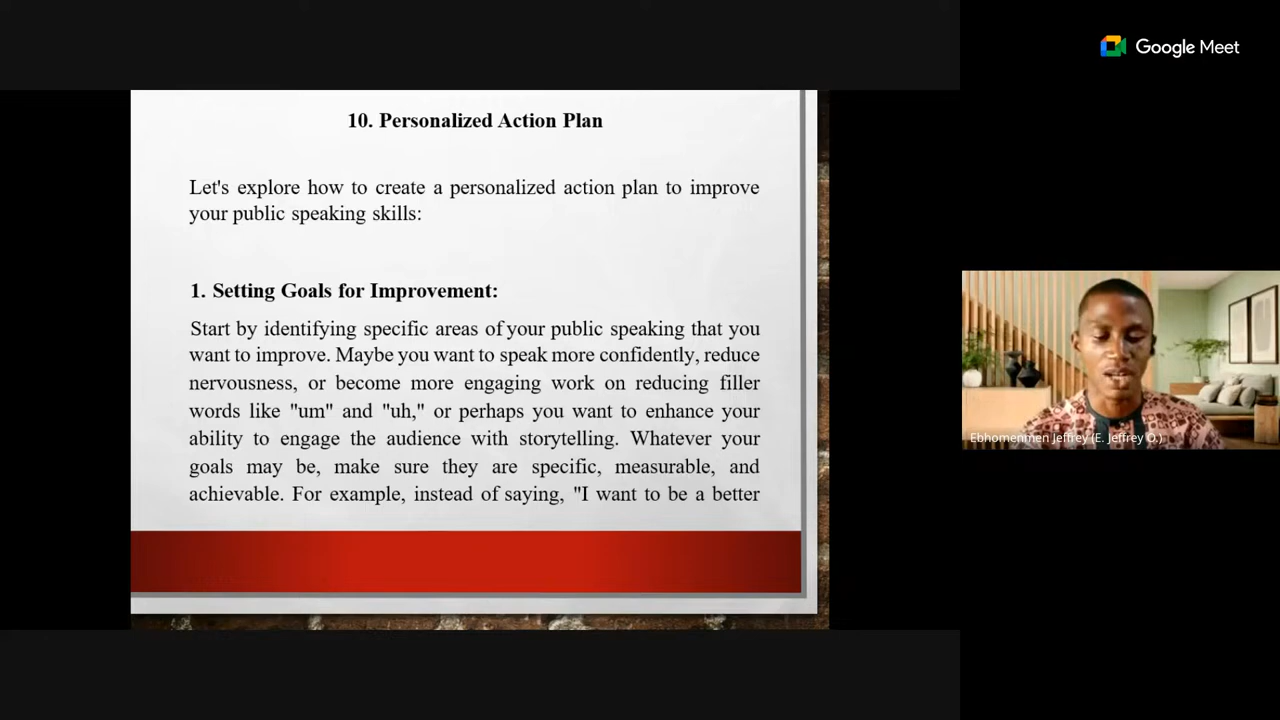 10. Personalized Action Plan
Let's explore how to create a personalized action plan to improve
your public speaking skills:
1. Setting Goals for Improvement:
Start by identifying specific areas of your public speaking that you
want to improve. Maybe you want to speak more confidently, reduce
nervousness, or become more engaging work on reducing filler
words like "um" and "uh," or perhaps you want to enhance your
ability to engage the audience with storytelling. Whatever your
goals may be, make sure they are specific, measurable, and
achievable. For example, instead of saying, "I want to be a better
Google Meet
Ebhomenmen Jeffrey (E. Jeffrey O.)